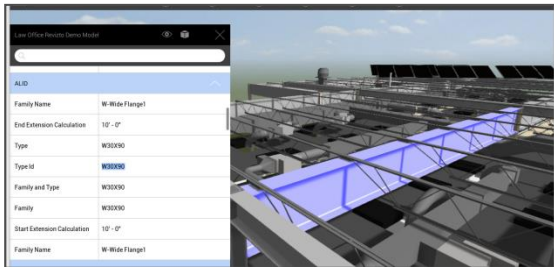 Law Office Revizto Demo Model
ALID
Family Name W-Wide Flange1
End Extension Calculation 10' - 0"
Type W30X90
Type Id W30X90
Family and Type W30X90
Family W30X90
Start Extension Calculation 10' - 0"
Family Name W-Wide Flange1